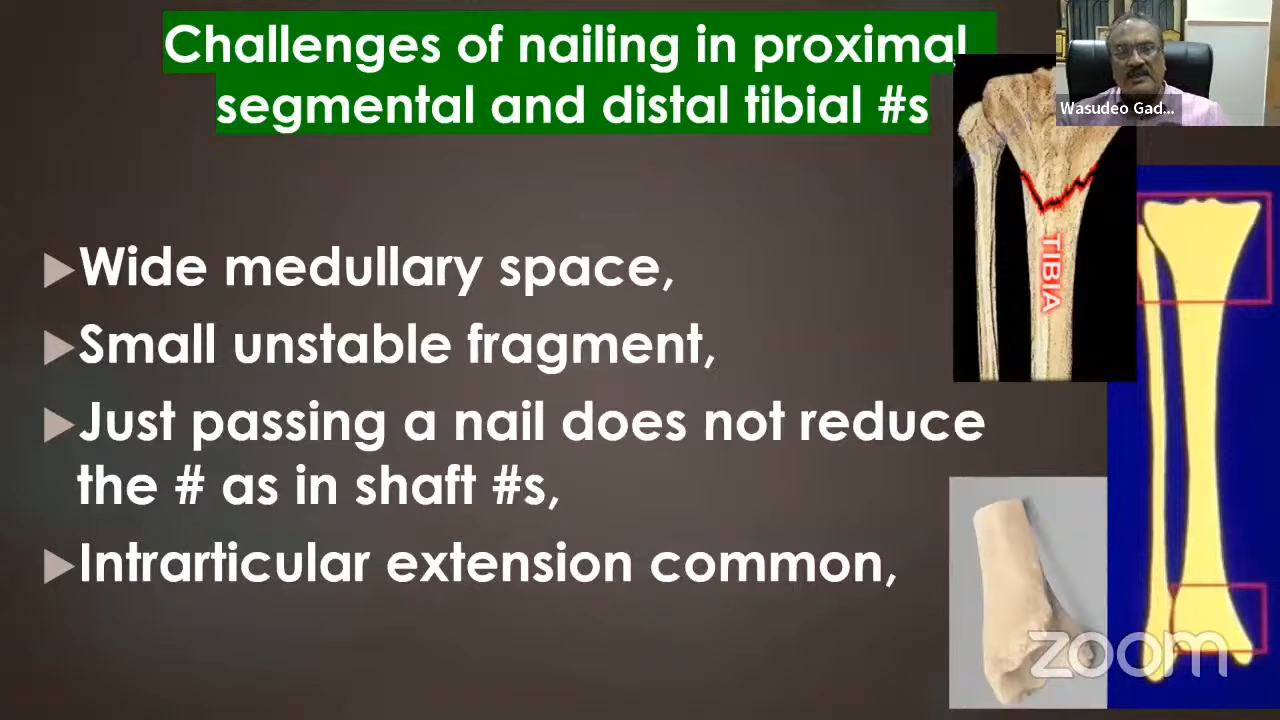 Challenges of nailing in proximal
segmental and distal tibial #s
Wasudeo Gad...
TIBIA
Wide medullary space,
Small unstable fragment,
Just passing a nail does not reduce
the # as in shaft #s,
Intrarticular extension common,
zoom